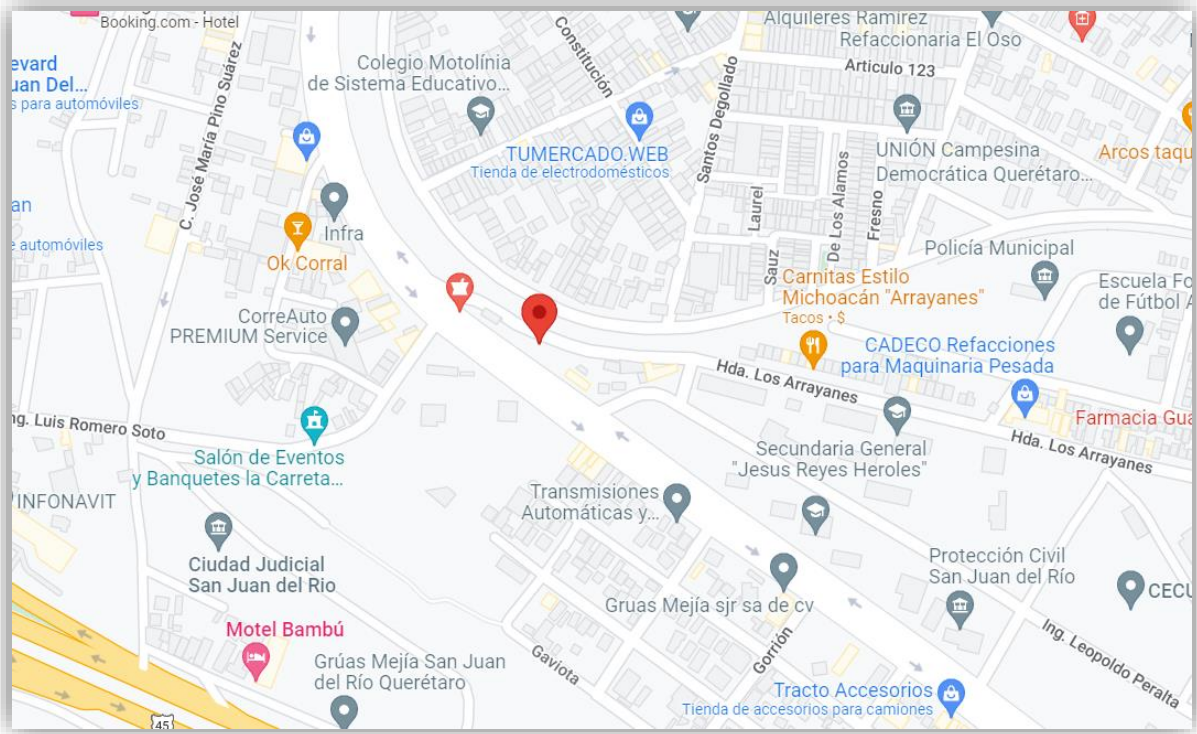 Booking.com - Hotel
evard
uan Del...
s para automóviles
C. José María Pino Suárez
Colegio Motolínia
de Sistema Educativo...
Constitución
Alquileres Ramirez
Refaccionaria El Oso
Articulo 123
Santos Degollado
TUMERCADO.WEB
Tienda de electrodomésticos
UNIÓN Campesina
Democrática Querétaro...
Arcos taqu
an
automóviles
Infra
Ok Corral
Laurel
Sauz
De Los Alamos
Fresno
Policía Municipal
Carnitas Estilo
Michoacán "Arrayanes"
Tacos • $
Escuela Fo
de Fútbol A
CorreAuto
PREMIUM Service
CADECO Refacciones
para Maquinaria Pesada
Hda. Los Arrayanes
Farmacia Gua
Hda. Los Arrayanes
ng. Luis Romero Soto
Salón de Eventos
y Banquetes la Carreta...
Secundaria General
"Jesus Reyes Heroles"
INFONAVIT
Transmisiones
Automáticas y...
Ciudad Judicial
San Juan del Rio
Protección Civil
San Juan del Río
CECU
Gruas Mejía sjr sa de cv
Motel Bambú
Grúas Mejía San Juan
del Río Querétaro
Gaviota
Gorrión
Ing. Leopoldo Peralta
Tracto Accesorios
Tienda de accesorios para camiones
45